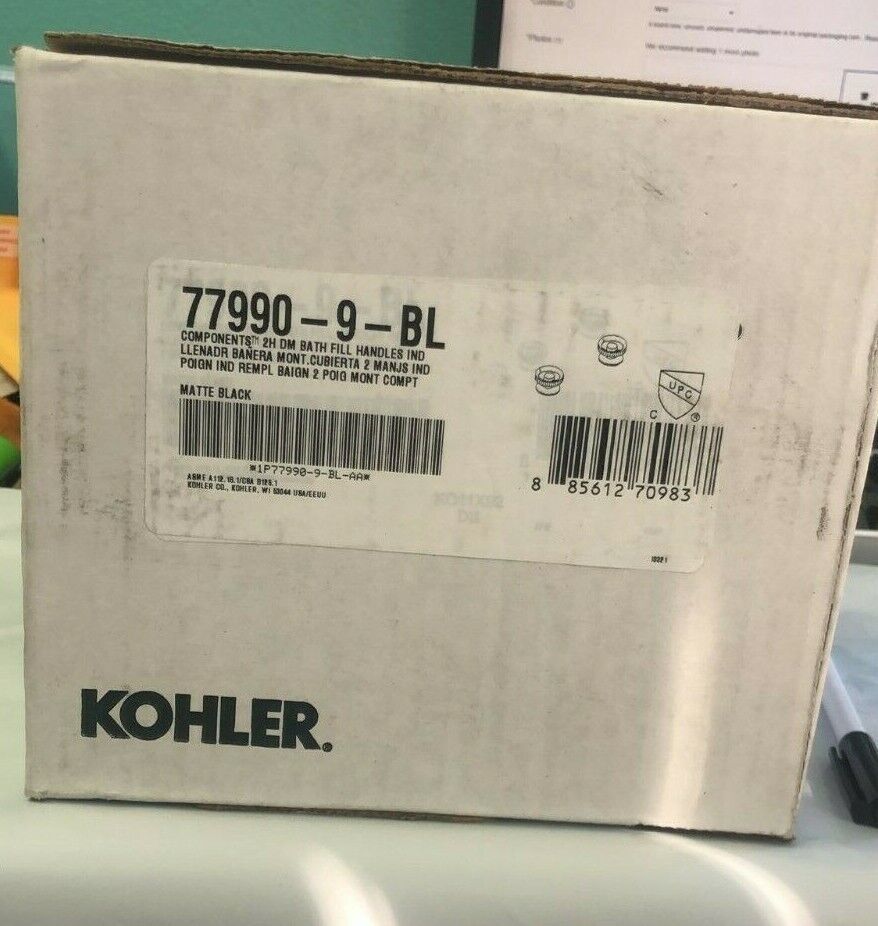 77990-9-BL
COMPONENTS™ 2H DM BATH FILL HANDLES IND
LLENADR BAÑERA MONT.CUBIERTA 2 MANJS IND
POIGN IND REMPL BAIGN 2 POIG MONT COMPT
MATTE BLACK
*1P77990-9-BL-AA*
ASME A112.18.1/CSA B125.1
KOHLER CO., KOHLER, WI 53044 USA/EEUU
UPC
C ®
8 85612 70983
KOHLER®